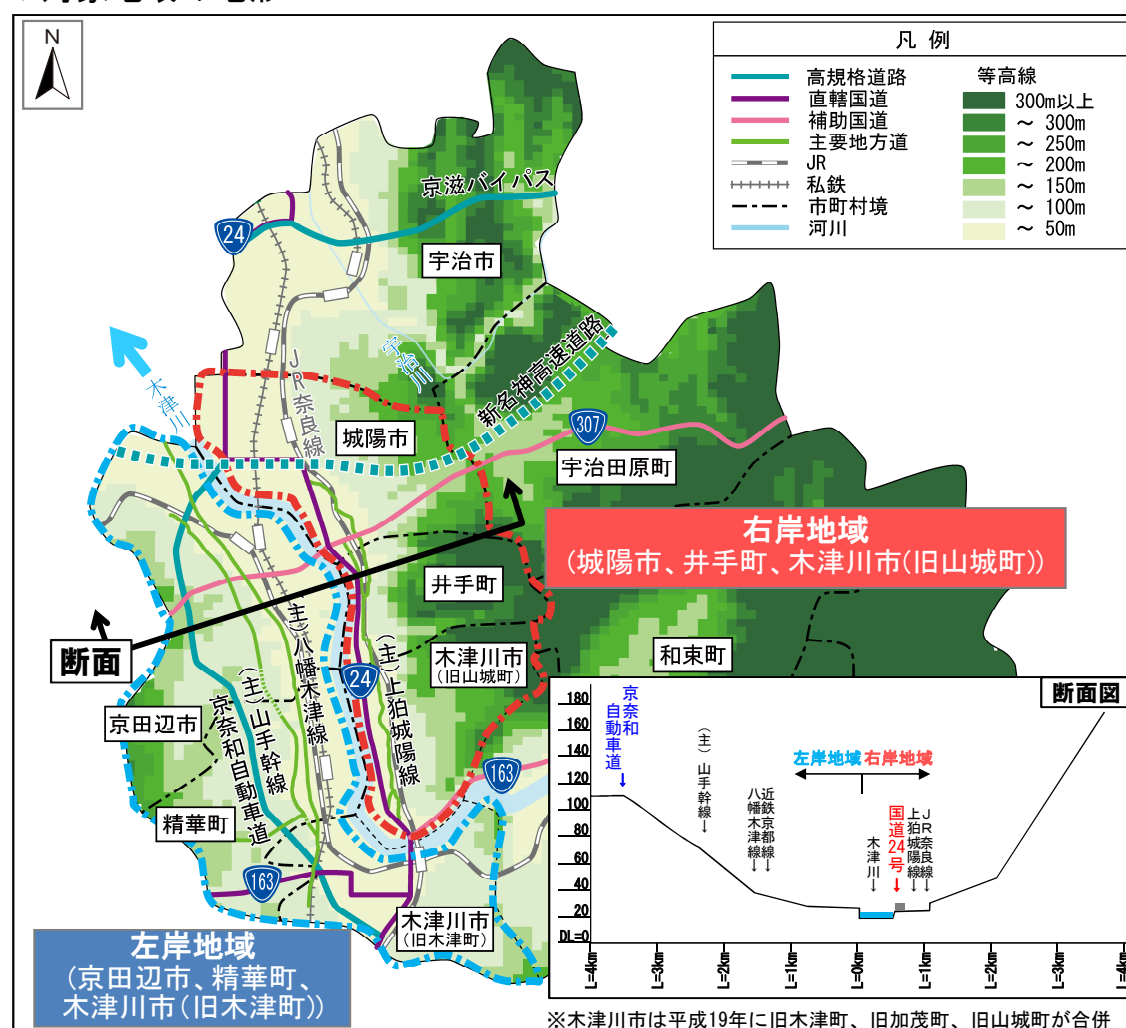 N
凡 例
高規格道路
直轄国道
補助国道
主要地方道
JR
私鉄
市町村境
河川
等高線
300m以上
～ 300m
～ 250m
～ 200m
～ 150m
～ 100m
～ 50m
京滋バイパス
24
宇治市
木津川
JR奈良線
宇治川
新名神高速道路
城陽市
307
宇治田原町
右岸地域
(城陽市、井手町、木津川市(旧山城町))
井手町
断面
(主)八幡木津線
(主)上狛城陽線
木津川市
(旧山城町)
和束町
24
京田辺市
(主)山手幹線
京奈和自動車道
精華町
163
163
木津川市
(旧木津町)
左岸地域
(京田辺市、精華町、
木津川市(旧木津町))
断面図
180
160
140
120
100
80
60
40
20
DL=0
京奈和
自動車道
(主)山手幹線
近鉄京都線
八幡木津線
左岸地域
右岸地域
木津川
国道24号
上狛城陽線
JR奈良線
L=4km
L=3km
L=2km
L=1km
L=0km
L=1km
L=2km
L=3km
L=4km
※木津川市は平成19年に旧木津町、旧加茂町、旧山城町が合併